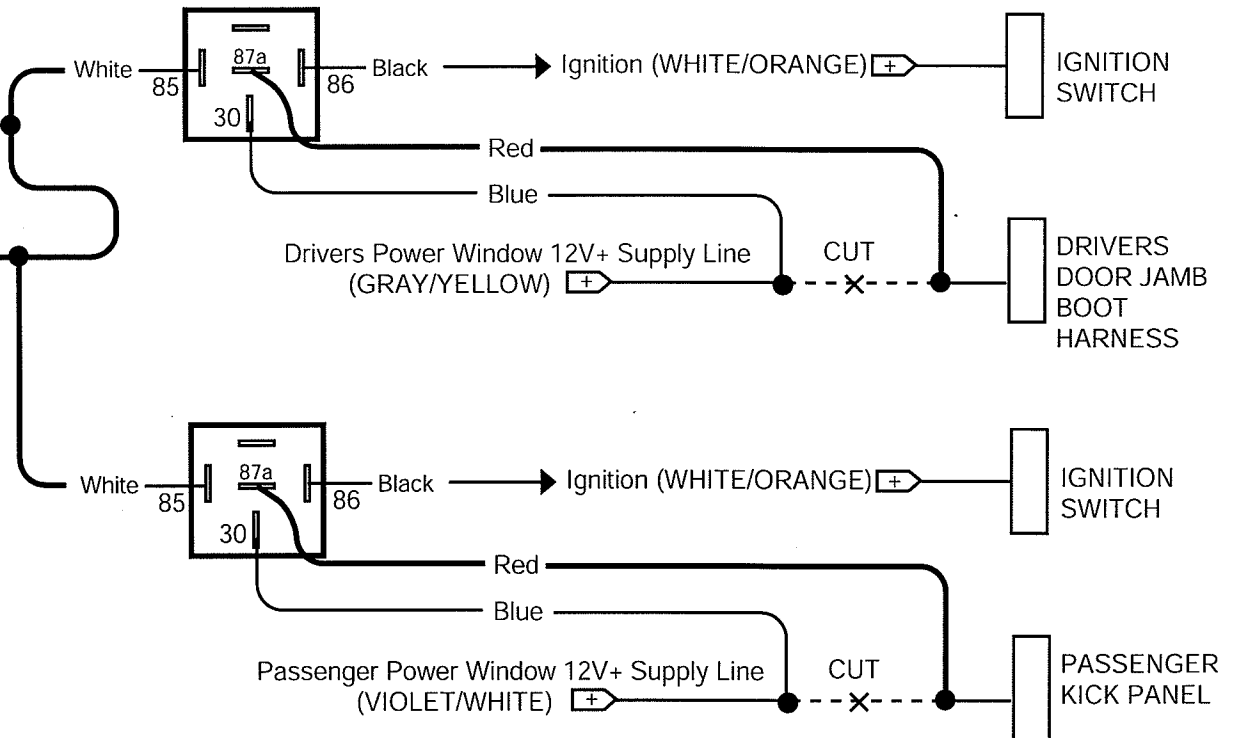 87a
White
85
86
Black
Ignition (WHITE/ORANGE)
+
IGNITION
SWITCH
30
Red
Blue
Drivers Power Window 12V+ Supply Line
(GRAY/YELLOW)
+
CUT
DRIVERS
DOOR JAMB
BOOT
HARNESS
87a
White
85
86
Black
Ignition (WHITE/ORANGE)
+
IGNITION
SWITCH
30
Red
Blue
Passenger Power Window 12V+ Supply Line
(VIOLET/WHITE)
+
CUT
PASSENGER
KICK PANEL